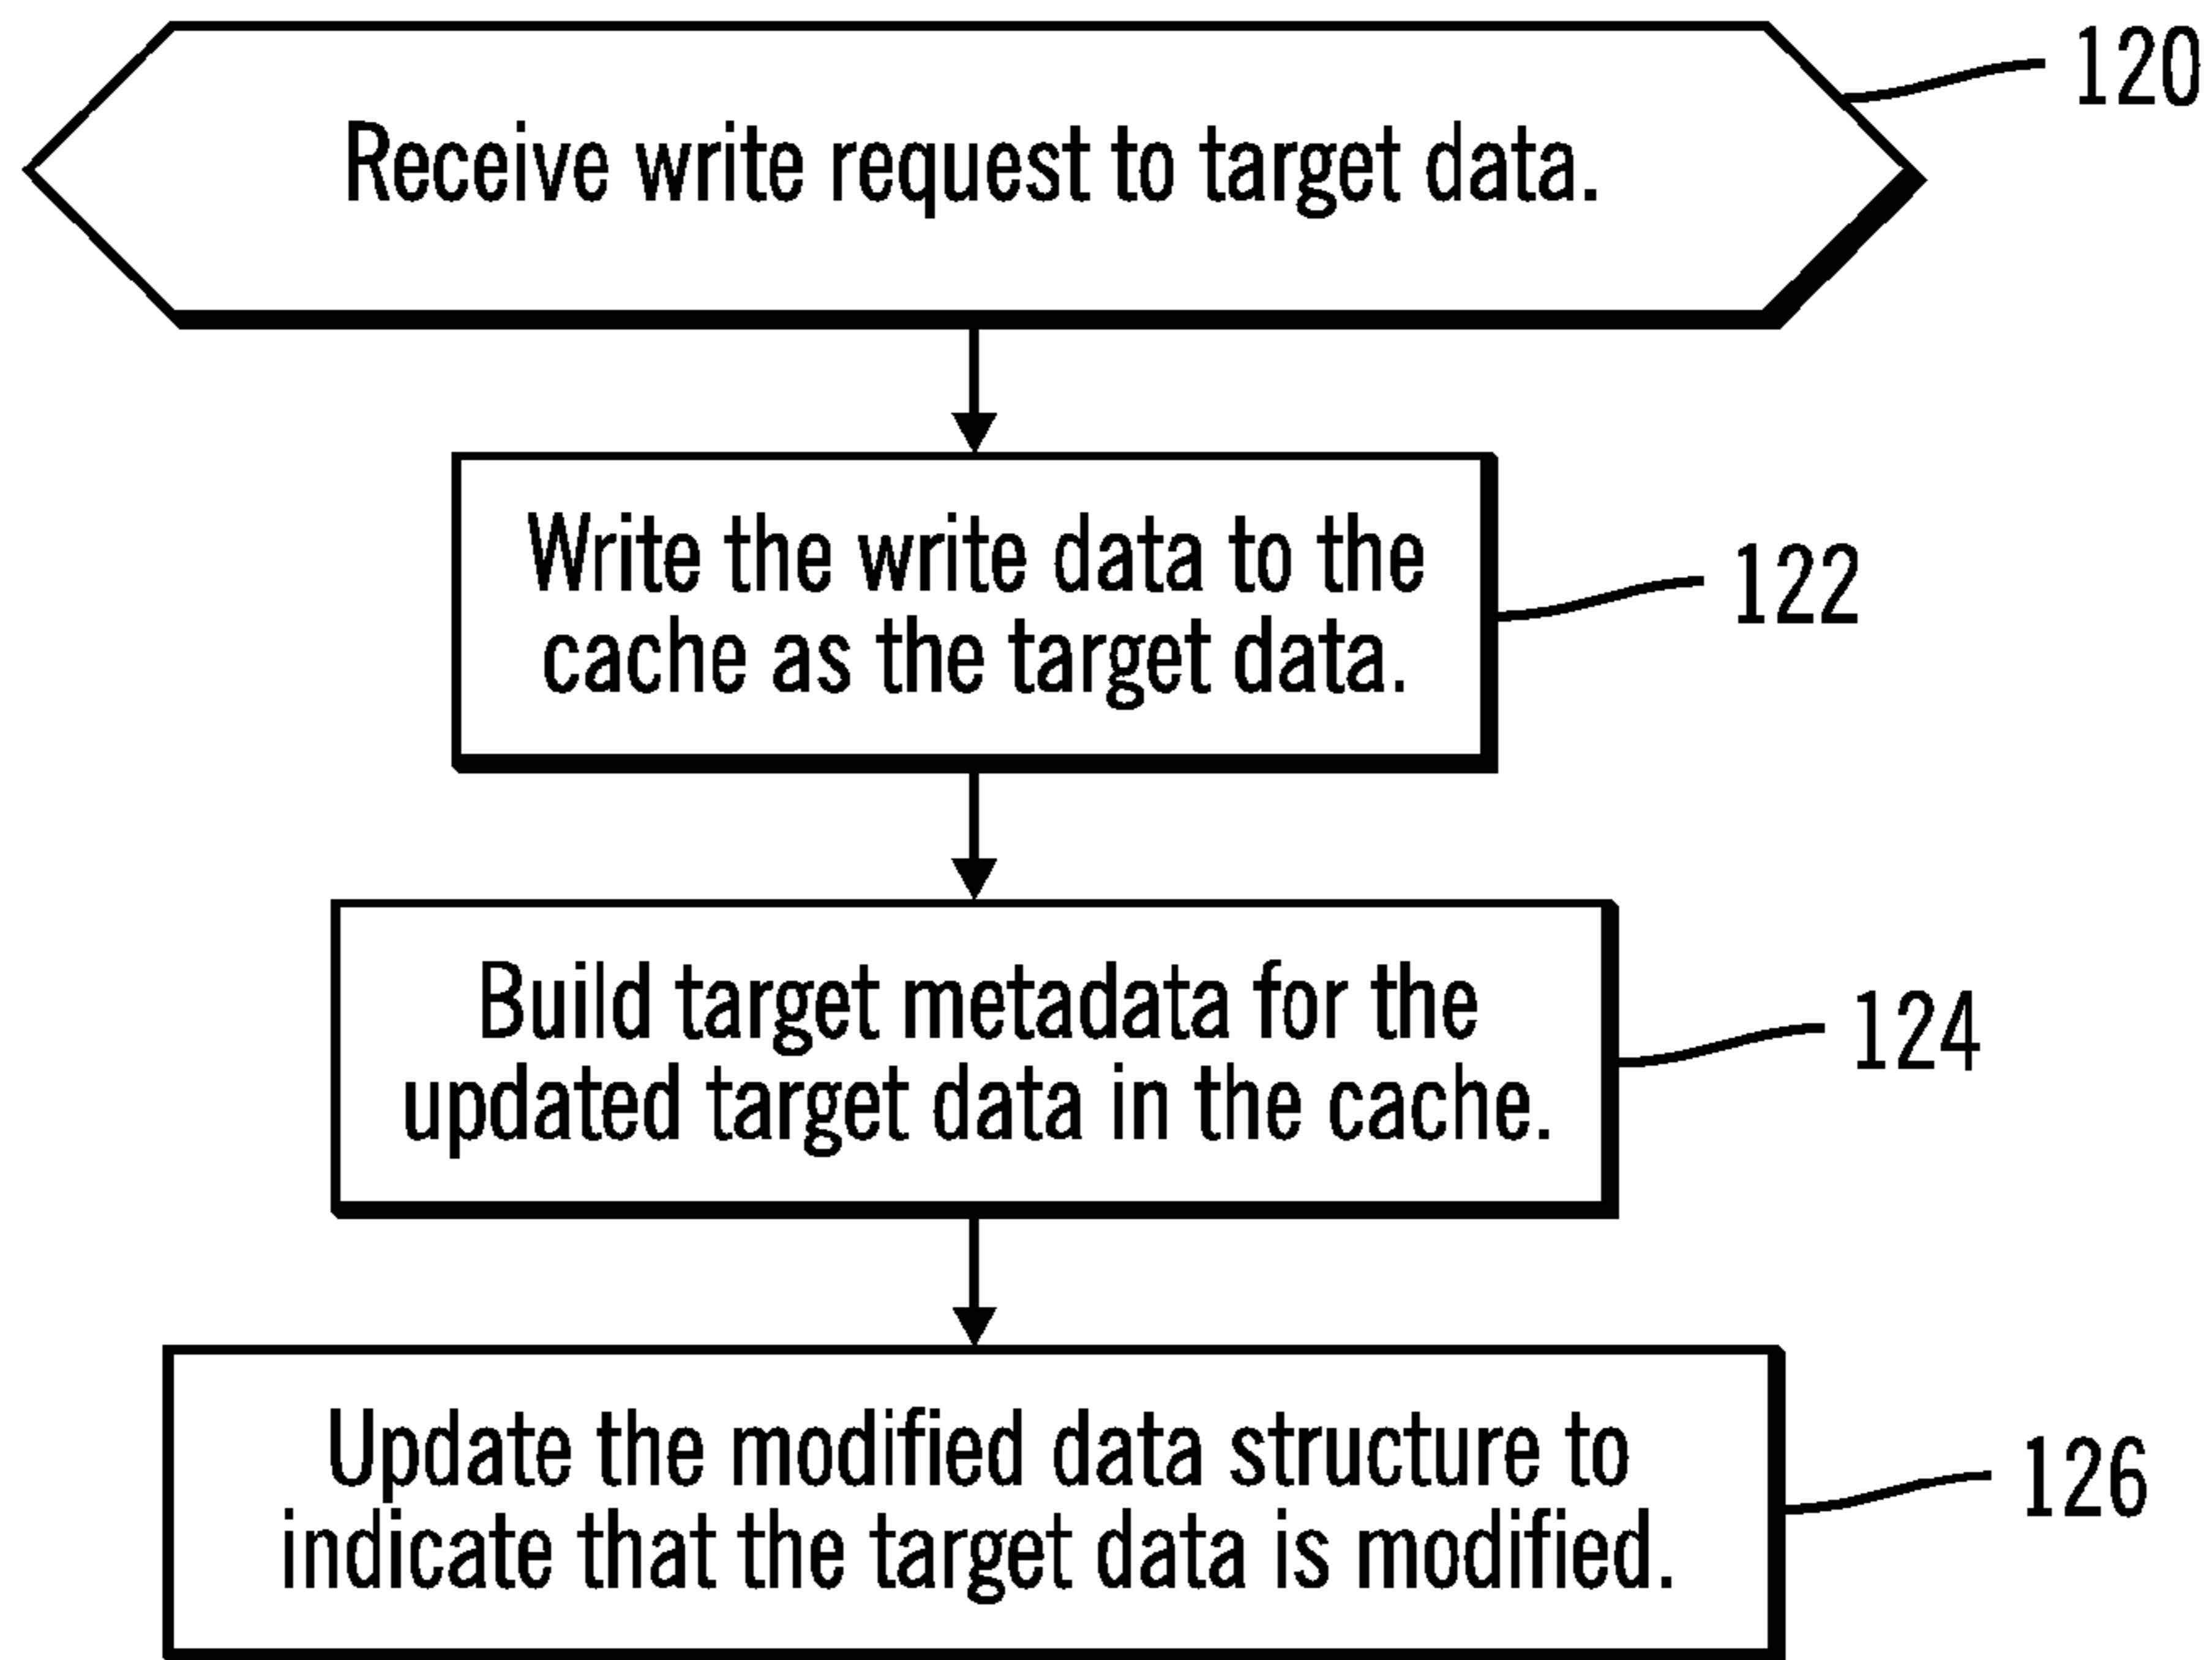 120
Receive write request to target data.
Write the write data to the
cache as the target data.
122
Build target metadata for the
updated target data in the cache.
124
Update the modified data structure to
indicate that the target data is modified.
126